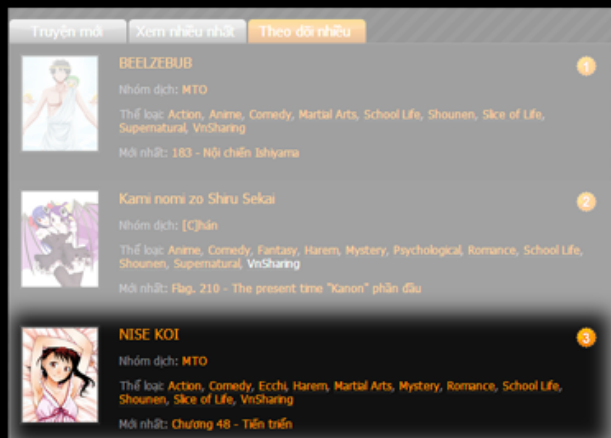 Truyện mới Xem nhiều nhất Theo dõi nhiều
BEELZEBUB
1
Nhóm dịch: MTO
Thể loại: Action, Anime, Comedy, Martial Arts, School Life, Shounen, Slice of Life,
Supernatural, VnSharing
Mới nhất: 183 - Nội chiến Ishiyama
Kami nomi zo Shiru Sekai
2
Nhóm dịch: [C]hán
Thể loại: Anime, Comedy, Fantasy, Harem, Mystery, Psychological, Romance, School Life,
Shounen, Supernatural, VnSharing
Mới nhất: Flag. 210 - The present time "Kanon" phần đầu
NISE KOI
3
Nhóm dịch: MTO
Thể loại: Action, Comedy, Ecchi, Harem, Martial Arts, Mystery, Romance, School Life,
Shounen, Slice of Life, VnSharing
Mới nhất: Chương 48 - Tiến triển